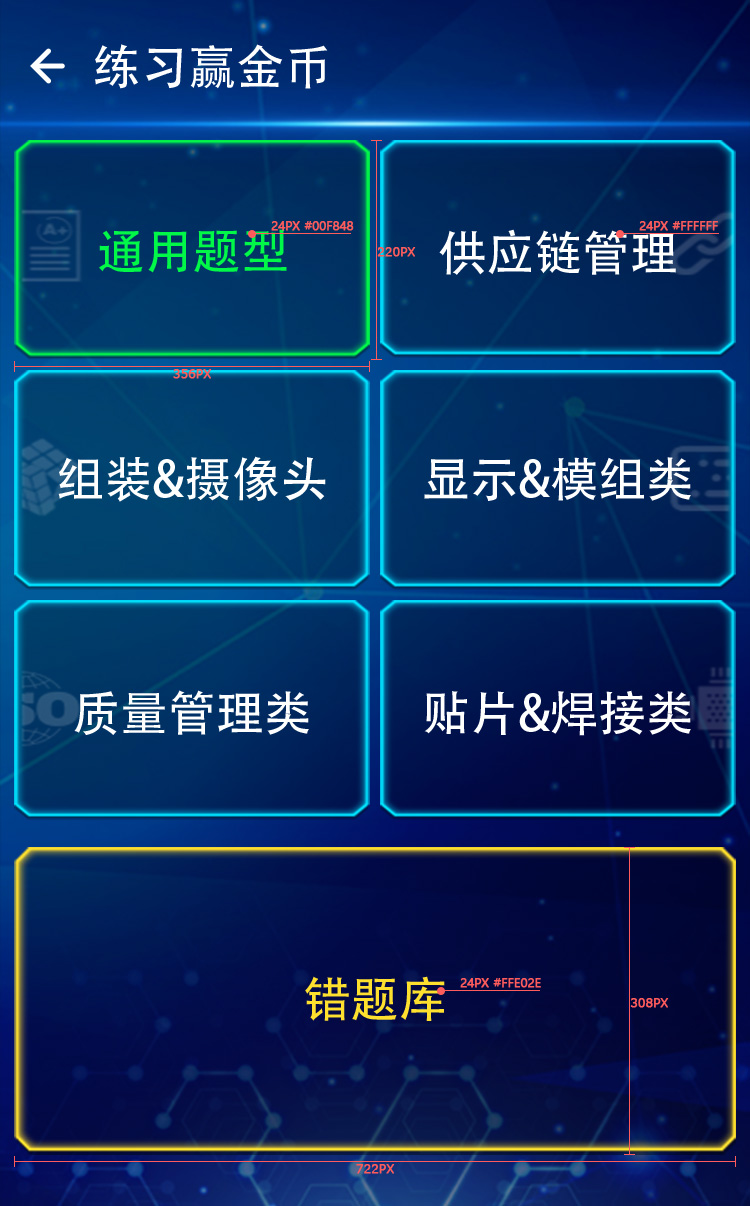 练习赢金币
24PX #00F848
通用题型
24PX #FFFFFF
供应链管理
220PX
356PX
组装&摄像头
显示&模组类
质量管理类
贴片&焊接类
24PX #FFE02E
错题库
308PX
722PX
A+